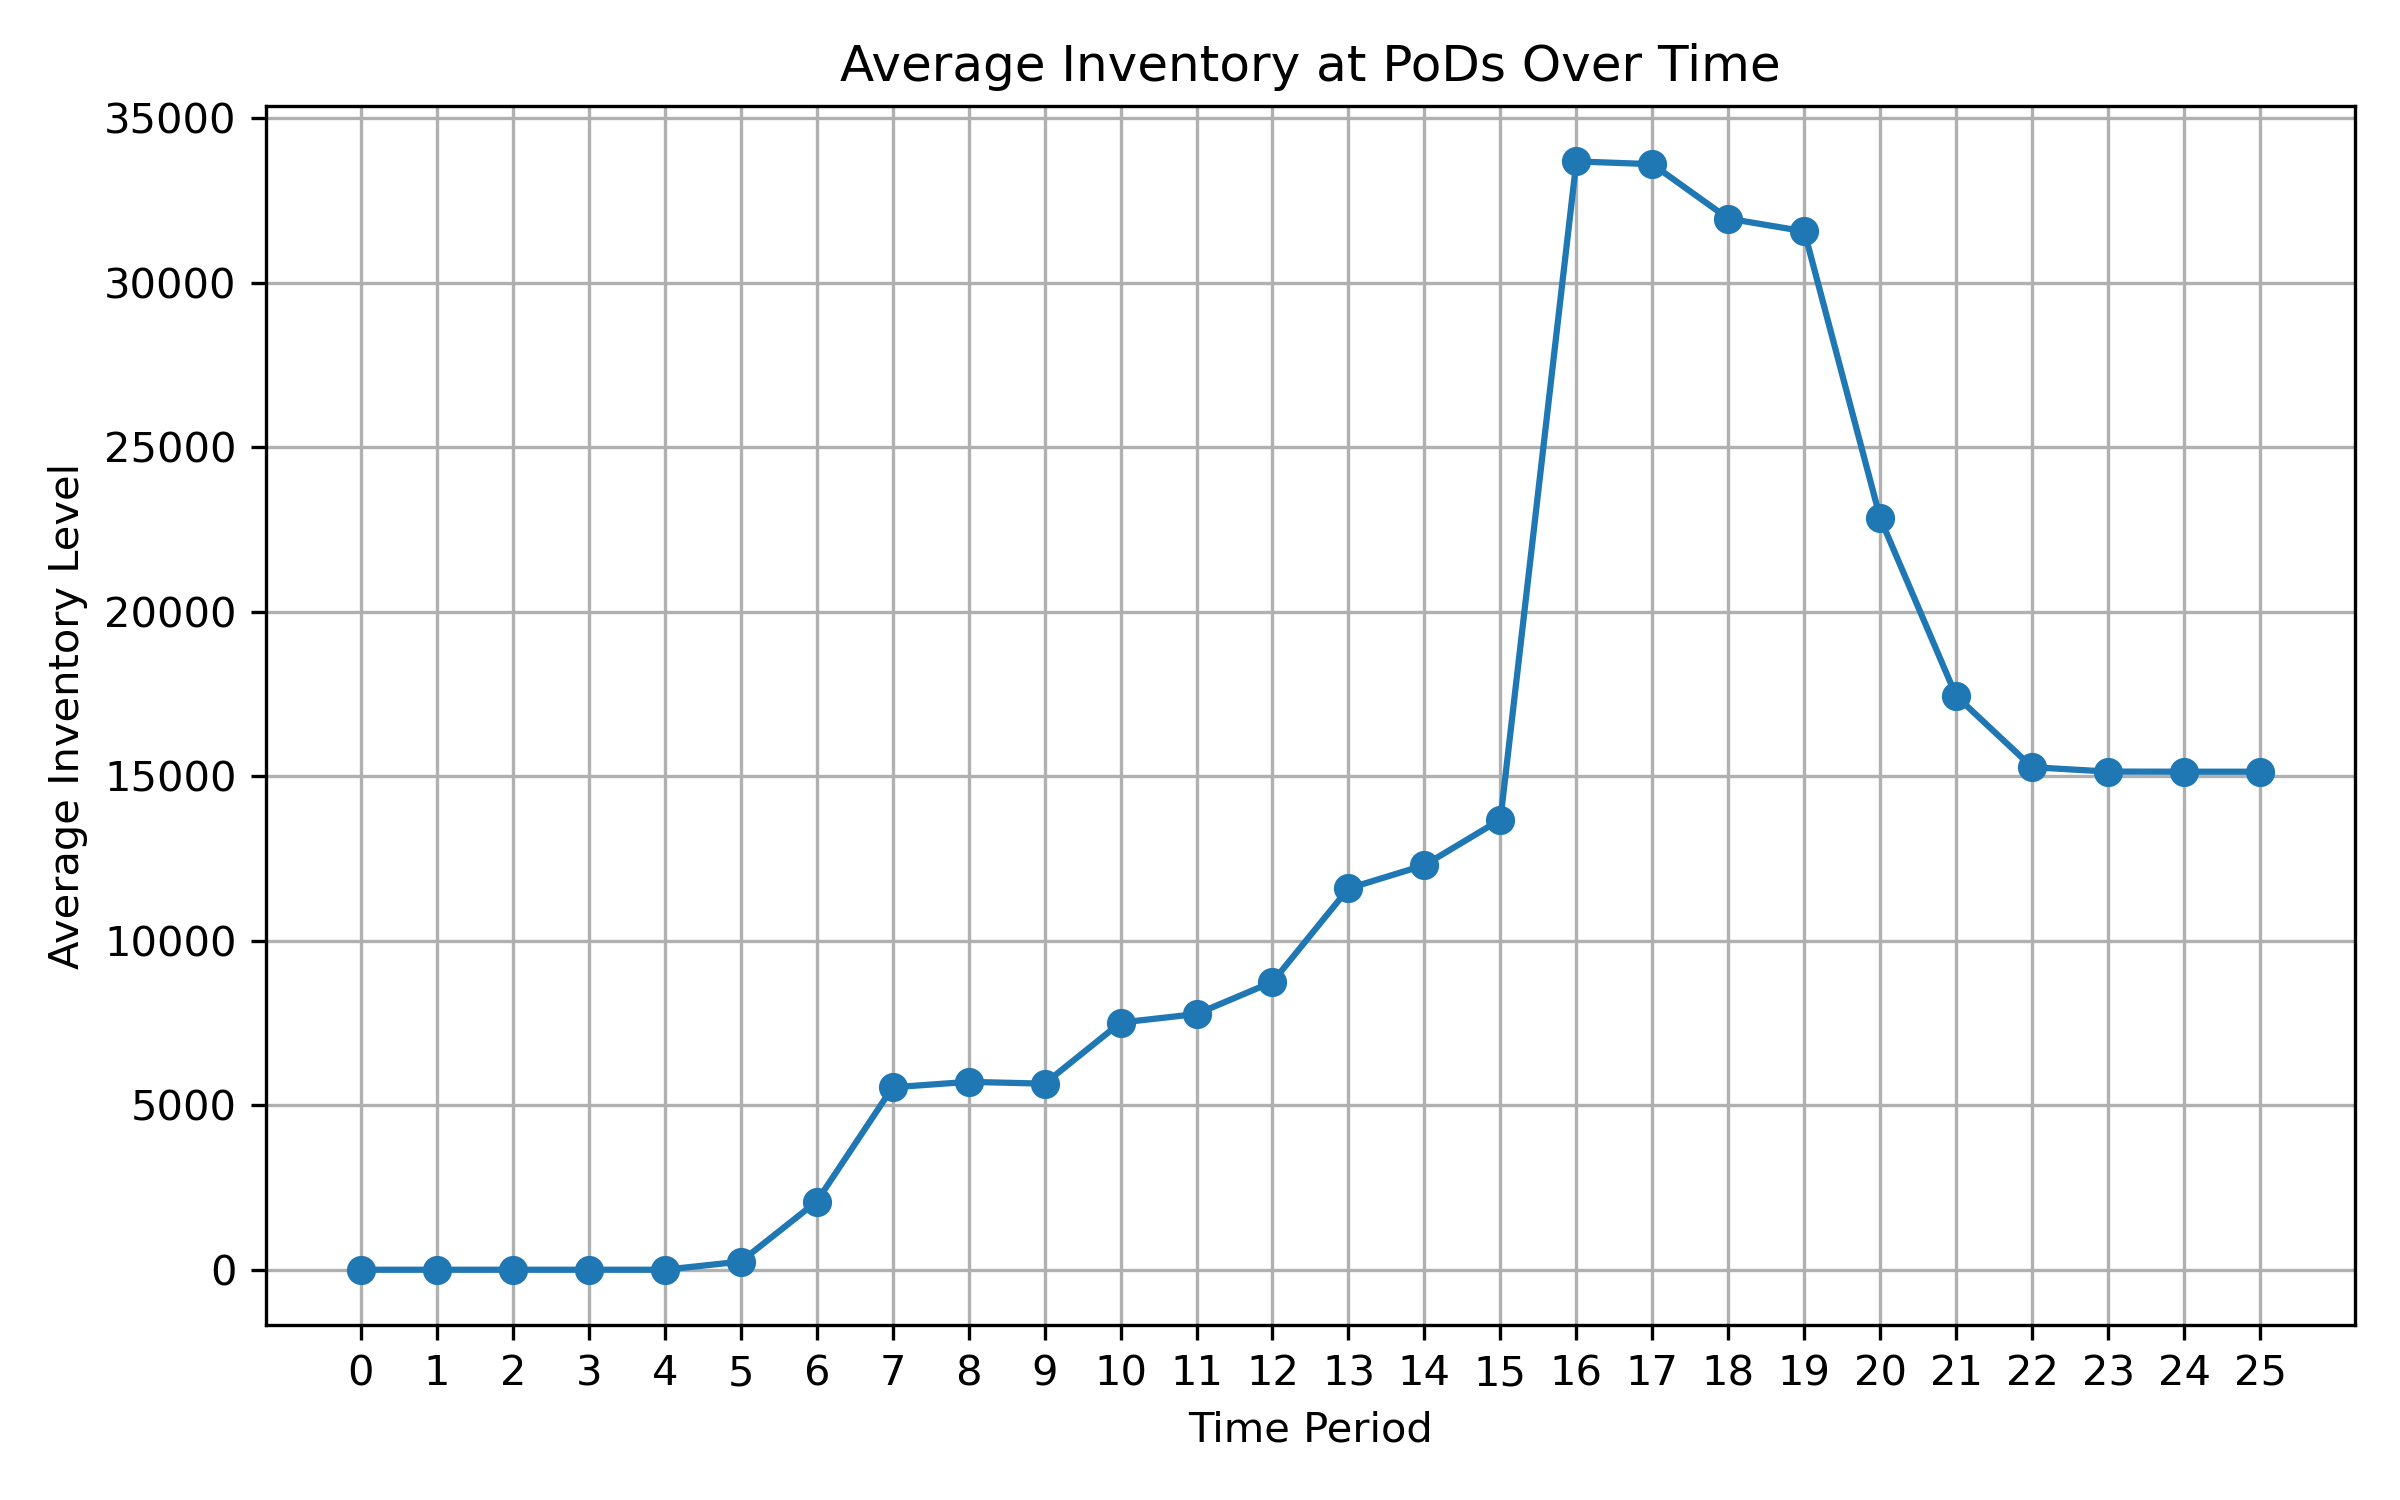 Average Inventory at PoDs Over Time
Average Inventory Level
35000
30000
25000
20000
15000
10000
5000
0
0 1 2 3 4 5 6 7 8 9 10 11 12 13 14 15 16 17 18 19 20 21 22 23 24 25
Time Period